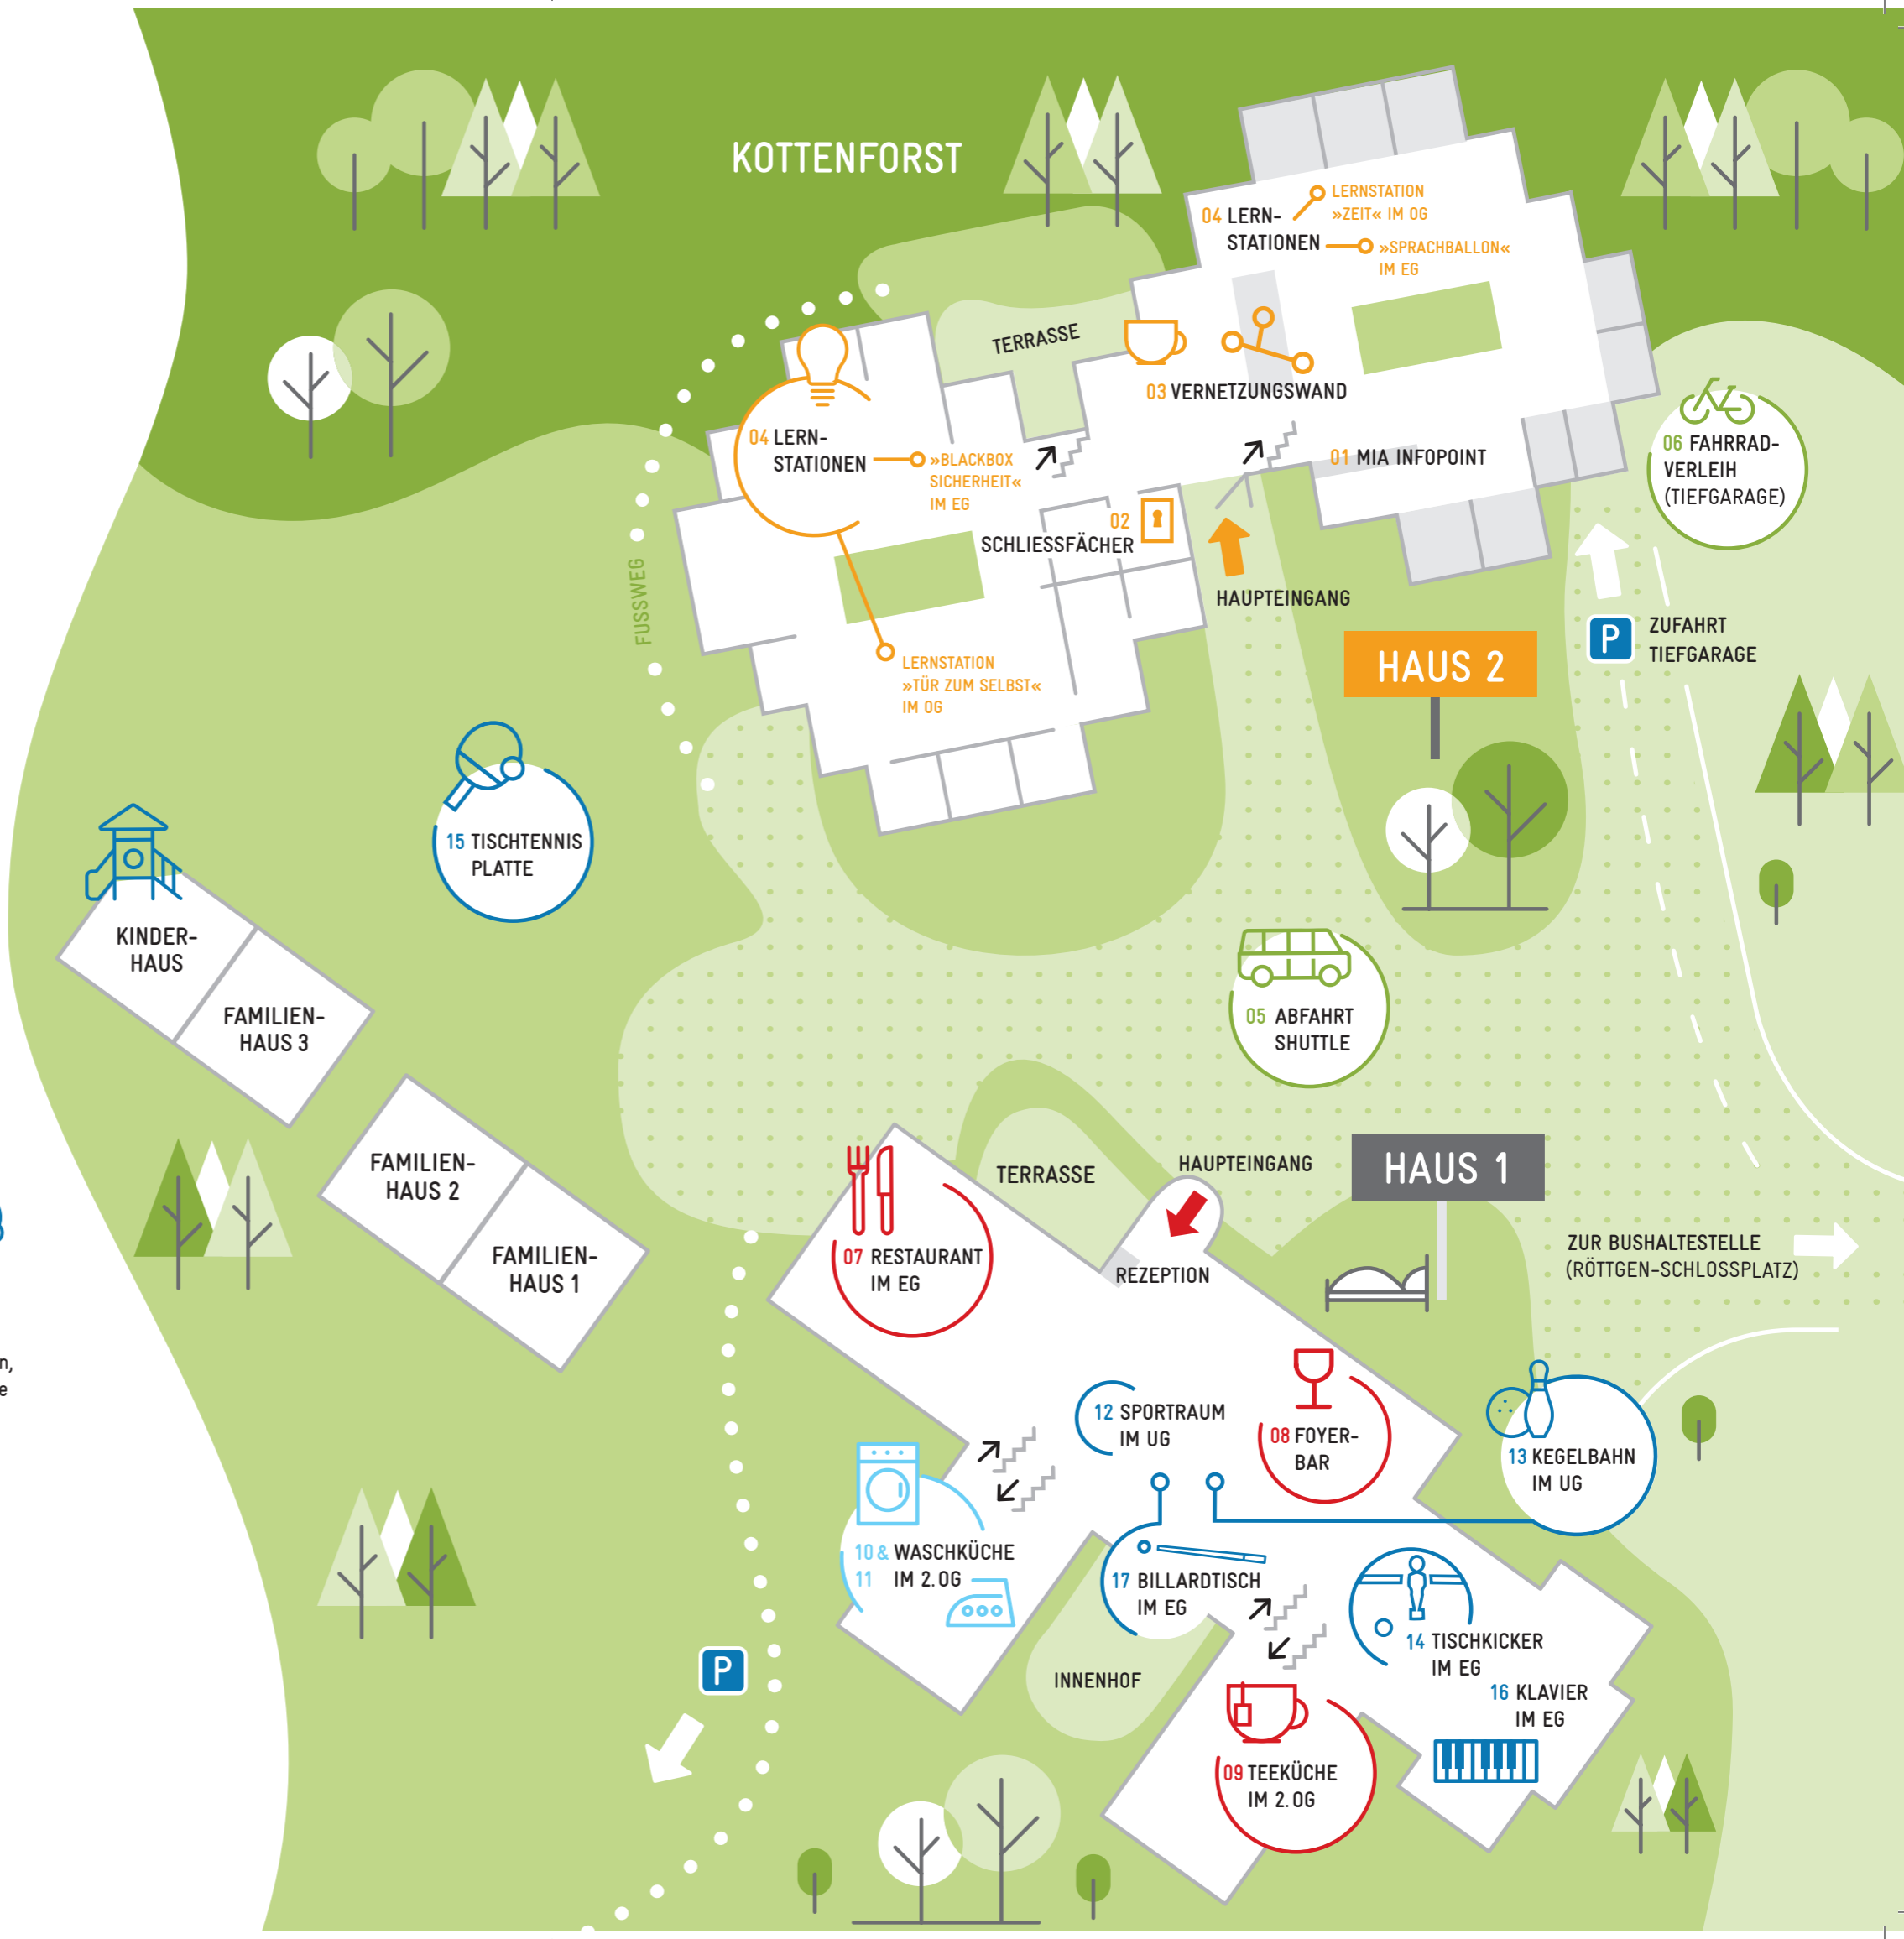 KOTTENFORST
04 LERN-
STATIONEN
LERNSTATION
»ZEIT« IM OG
»SPRACHBALLON«
IM EG
TERRASSE
03 VERNETZUNGSWAND
01 MIA INFOPOINT
06 FAHRRAD-
VERLEIH
(TIEFGARAGE)
04 LERN-
STATIONEN
»BLACKBOX
SICHERHEIT«
IM EG
02
SCHLIESSFÄCHER
HAUPTEINGANG
FUSSWEG
LERNSTATION
»TÜR ZUM SELBST«
IM OG
HAUS 2
P
ZUFAHRT
TIEFGARAGE
15 TISCHTENNIS
PLATTE
KINDER-
HAUS
FAMILIEN-
HAUS 3
FAMILIEN-
HAUS 2
FAMILIEN-
HAUS 1
05 ABFAHRT
SHUTTLE
TERRASSE
HAUPTEINGANG
HAUS 1
07 RESTAURANT
IM EG
REZEPTION
ZUR BUSHALTESTELLE
(RÖTTGEN-SCHLOSSPLATZ)
n,
e
12 SPORTRAUM
IM UG
08 FOYER-
BAR
13 KEGELBAHN
IM UG
10 & WASCHKÜCHE
11 IM 2. OG
17 BILLARDTISCH
IM EG
14 TISCHKICKER
IM EG
INNENHOF
16 KLAVIER
IM EG
P
09 TEEKÜCHE
IM 2. OG